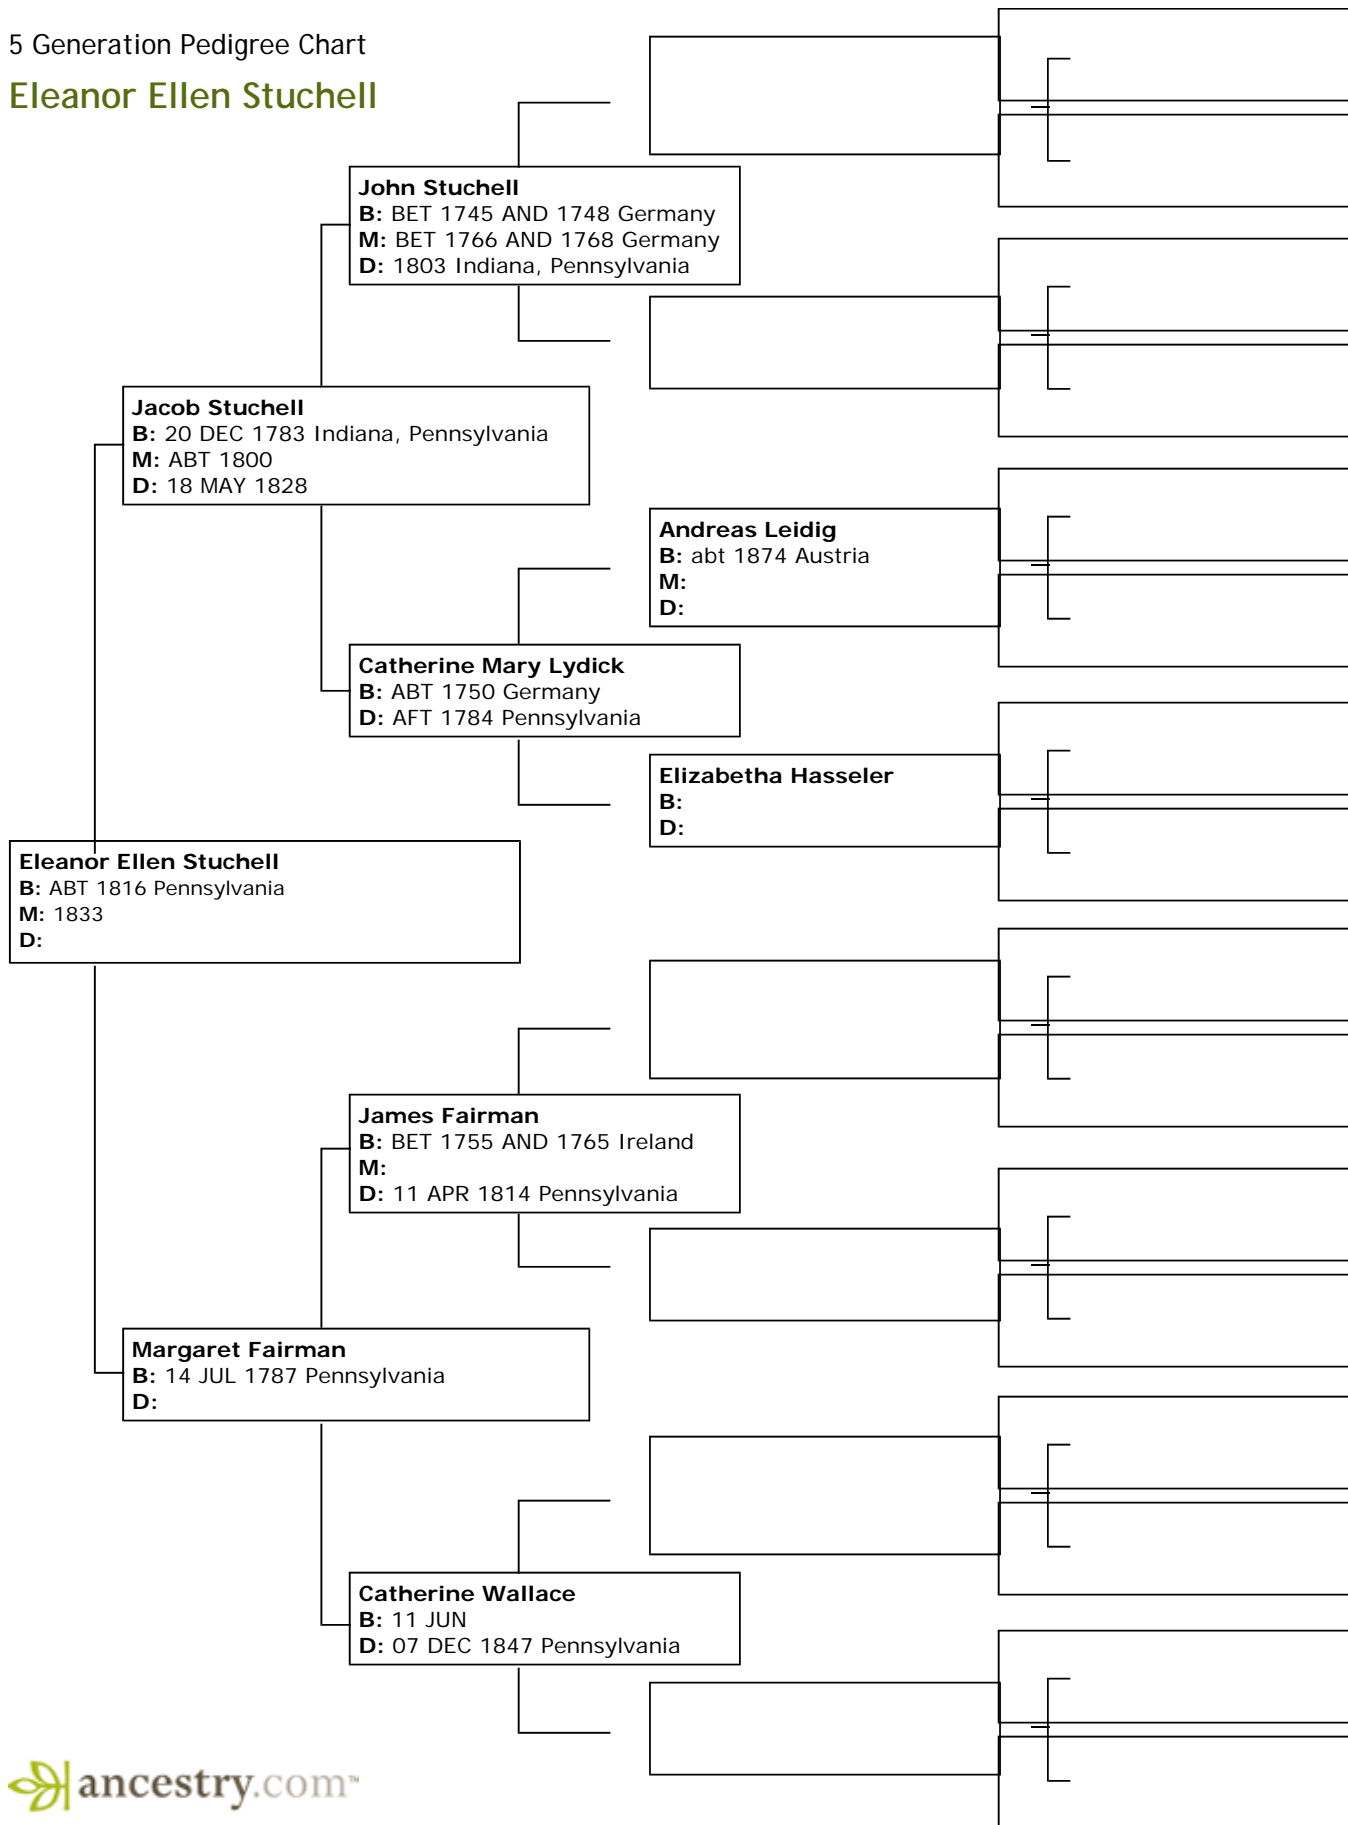 5 Generation Pedigree Chart
Eleanor Ellen Stuchell
John Stuchell
B: BET 1745 AND 1748 Germany
M: BET 1766 AND 1768 Germany
D: 1803 Indiana, Pennsylvania
Jacob Stuchell
B: 20 DEC 1783 Indiana, Pennsylvania
M: ABT 1800
D: 18 MAY 1828
Andreas Leidig
B: abt 1874 Austria
M:
D:
Catherine Mary Lydick
B: ABT 1750 Germany
D: AFT 1784 Pennsylvania
Elizabetha Hasseler
B:
D:
Eleanor Ellen Stuchell
B: ABT 1816 Pennsylvania
M: 1833
D:
James Fairman
B: BET 1755 AND 1765 Ireland
M:
D: 11 APR 1814 Pennsylvania
Margaret Fairman
B: 14 JUL 1787 Pennsylvania
D:
Catherine Wallace
B: 11 JUN
D: 07 DEC 1847 Pennsylvania
ancestry.com™